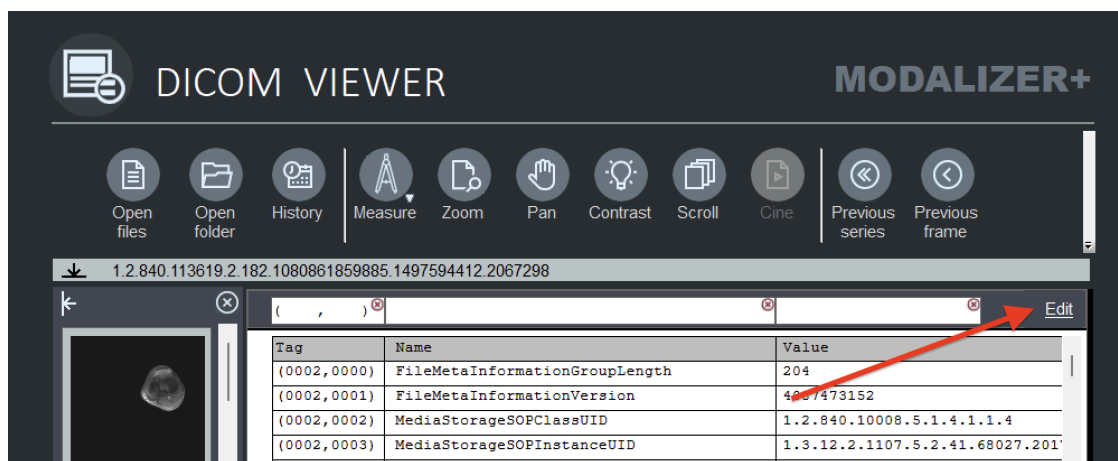 DICOM VIEWER
MODALIZER+
Open files
Open folder
History
Measure
Zoom
Pan
Contrast
Scroll
Cine
Previous series
Previous frame
1.2.840.113619.2.182.1080861859885.1497594412.2067298
( , )
Edit
Tag Name Value
(0002,0000) FileMetaInformationGroupLength 204
(0002,0001) FileMetaInformationVersion
(0002,0002) MediaStorageSOPClassUID 1.2.840.10008.5.1.4.1.1.4
(0002,0003) MediaStorageSOPInstanceUID 1.3.12.2.1107.5.2.41.68027.201